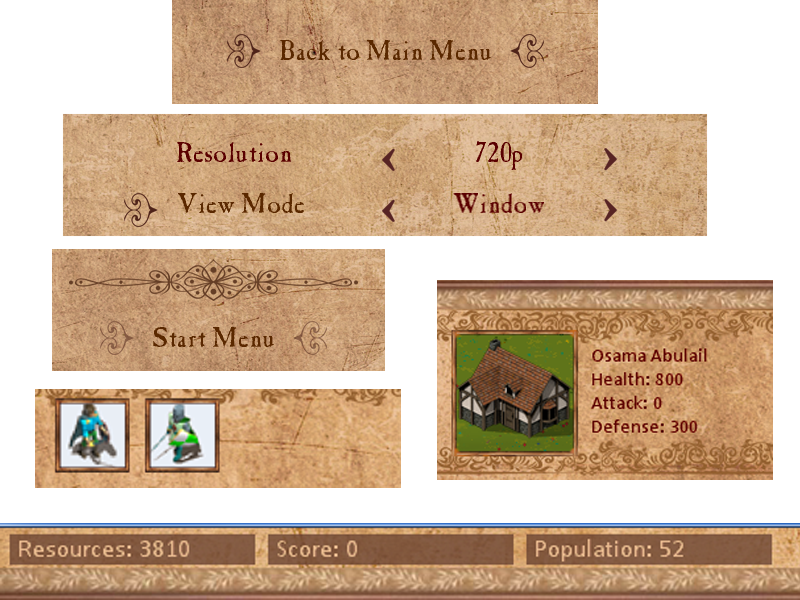 Back to Main Menu
Resolution 720p
View Mode Window
Start Menu
Osama Abulail
Health: 800
Attack: 0
Defense: 300
Resources: 3810 Score: 0 Population: 52